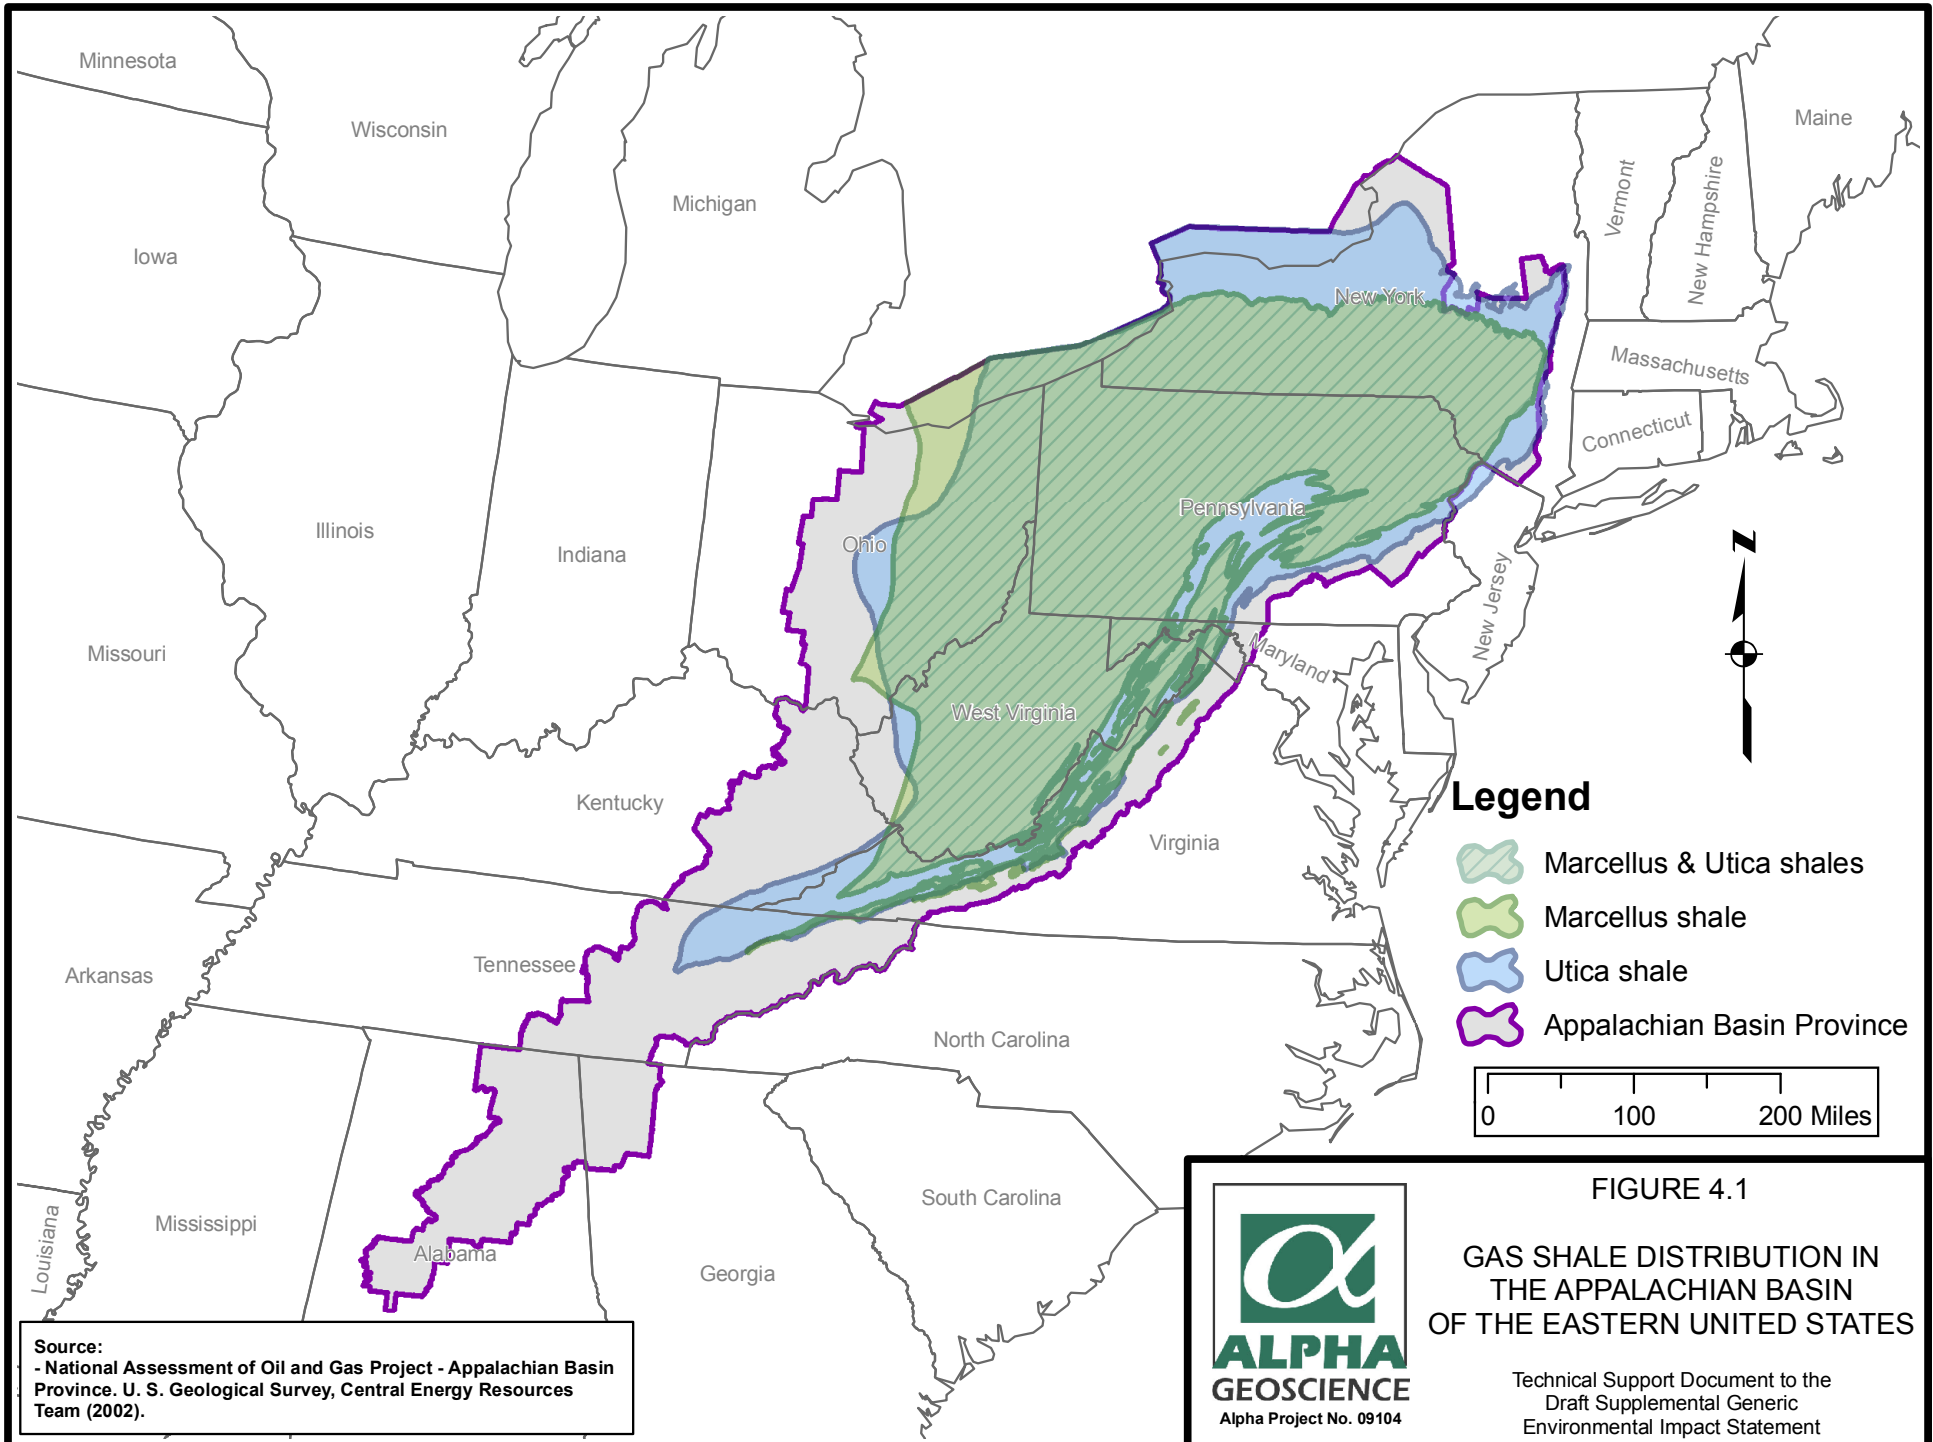 Minnesota
Wisconsin
Michigan
Maine
Vermont
New Hampshire
Iowa
New York
Massachusetts
Connecticut
Pennsylvania
Illinois
Indiana
Ohio
New Jersey
Missouri
Maryland
West Virginia
Kentucky
Virginia
Arkansas
Tennessee
North Carolina
South Carolina
Louisiana
Mississippi
Alabama
Georgia
N
Legend
Marcellus & Utica shales
Marcellus shale
Utica shale
Appalachian Basin Province
0 100 200 Miles
Source:
- National Assessment of Oil and Gas Project - Appalachian Basin
Province. U. S. Geological Survey, Central Energy Resources
Team (2002).
α
ALPHA
GEOSCIENCE
Alpha Project No. 09104
FIGURE 4.1
GAS SHALE DISTRIBUTION IN
THE APPALACHIAN BASIN
OF THE EASTERN UNITED STATES
Technical Support Document to the
Draft Supplemental Generic
Environmental Impact Statement